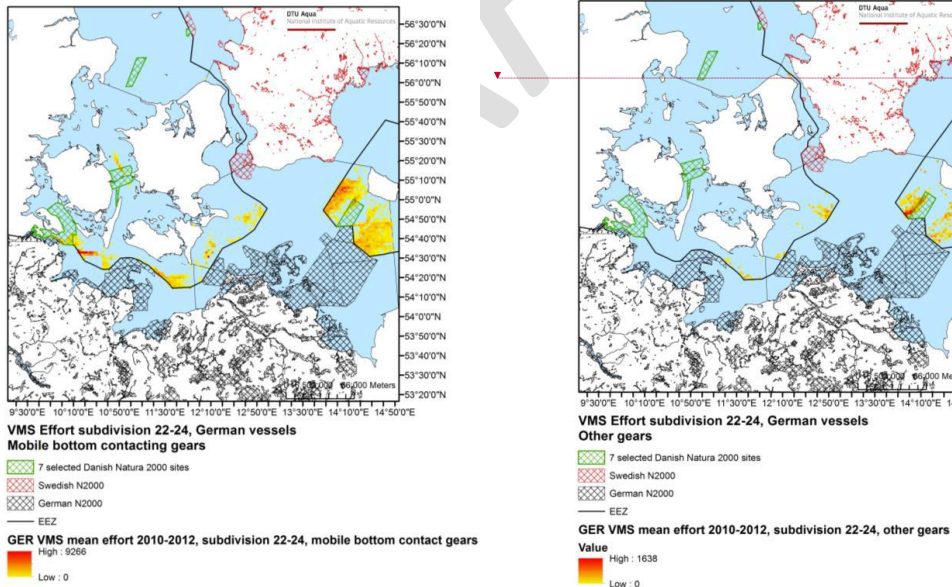 DTU Aqua
National Institute of Aquatic Resources
56°30'0"N
56°20'0"N
56°10'0"N
56°0'0"N
55°50'0"N
55°40'0"N
55°30'0"N
55°20'0"N
55°10'0"N
55°0'0"N
54°50'0"N
54°40'0"N
54°30'0"N
54°20'0"N
54°10'0"N
54°0'0"N
53°50'0"N
53°40'0"N
53°30'0"N
53°20'0"N
Meters
9°30'0"E 10°10'0"E 10°50'0"E 11°30'0"E 12°10'0"E 12°50'0"E 13°30'0"E 14°10'0"E 14°50'0"E
VMS Effort subdivision 22-24, German vessels
Mobile bottom contacting gears
7 selected Danish Natura 2000 sites
Swedish N2000
German N2000
EEZ
GER VMS mean effort 2010-2012, subdivision 22-24, mobile bottom contact gears
High : 9266
Low : 0
DTU Aqua
National Institute of Aquatic Reso
9°30'0"E 10°10'0"E 10°50'0"E 11°30'0"E 12°10'0"E 12°50'0"E 13°30'0"E 14°10'0"E
VMS Effort subdivision 22-24, German vessels
Other gears
7 selected Danish Natura 2000 sites
Swedish N2000
German N2000
EEZ
GER VMS mean effort 2010-2012, subdivision 22-24, other gears
Value
High : 1638
Low : 0